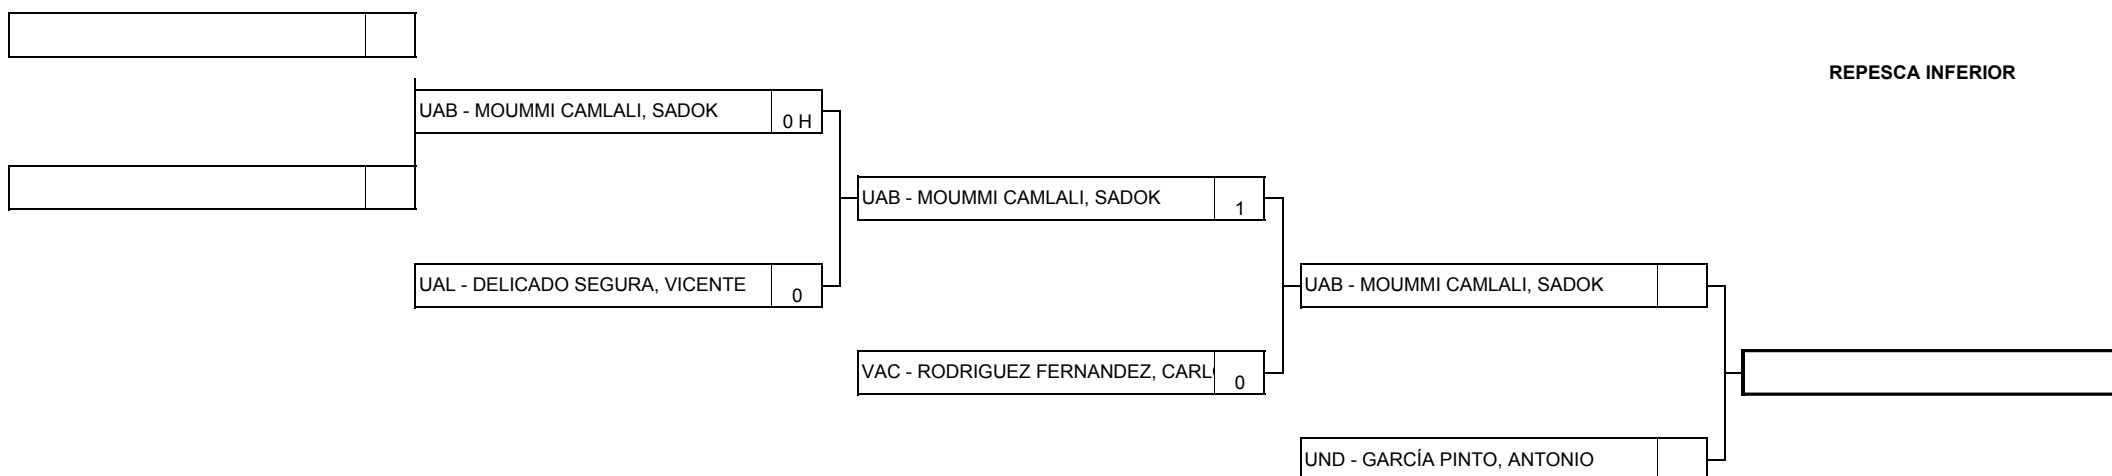 REPESCA INFERIOR
UAB - MOUMMI CAMLALI, SADOK 0 H
UAB - MOUMMI CAMLALI, SADOK 1
UAL - DELICADO SEGURA, VICENTE 0
UAB - MOUMMI CAMLALI, SADOK
VAC - RODRIGUEZ FERNANDEZ, CARL 0
UND - GARCÍA PINTO, ANTONIO